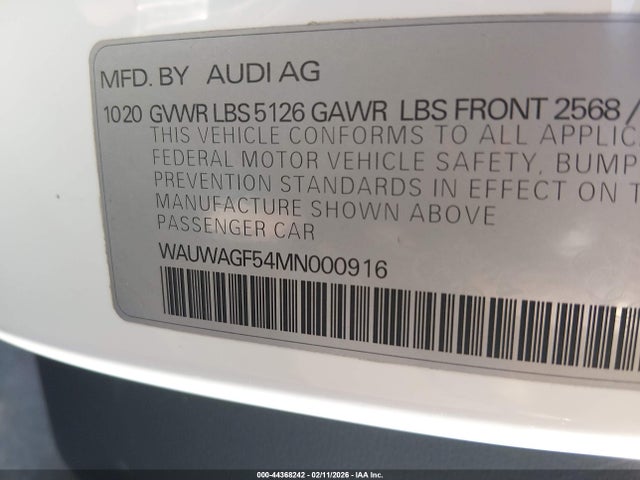 MFD. BY AUDI AG
1020 GVWR LBS 5126 GAWR LBS FRONT 2568 /
THIS VEHICLE CONFORMS TO ALL APPLICA
FEDERAL MOTOR VEHICLE SAFETY, BUMP
PREVENTION STANDARDS IN EFFECT ON T
MANUFACTURE SHOWN ABOVE
PASSENGER CAR
WAUWAGF54MN000916
000-44368242 - 02/11/2026 - IAA Inc.